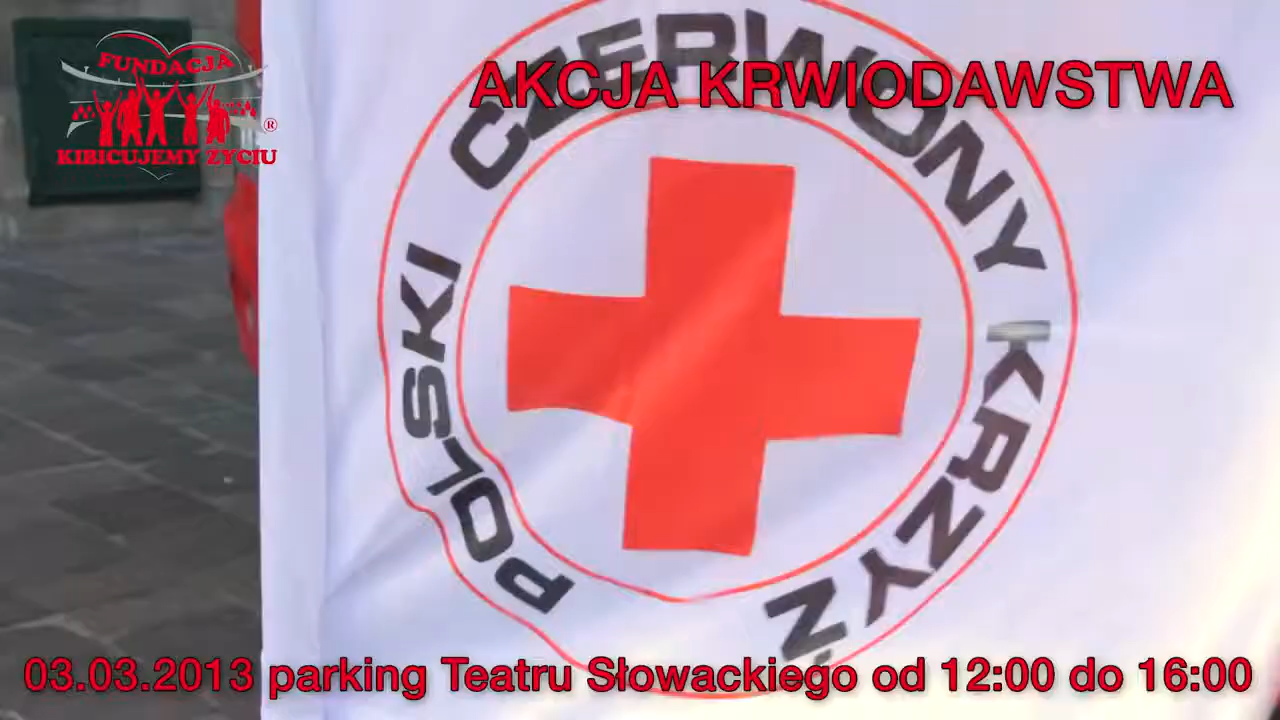 FUNDACJA
KIBICUJEMY ŻYCIU
®
AKCJA KRWIODAWSTWA
POLSKI CZERWONY KRZYŻ
03.03.2013 parking Teatru Słowackiego od 12:00 do 16:00